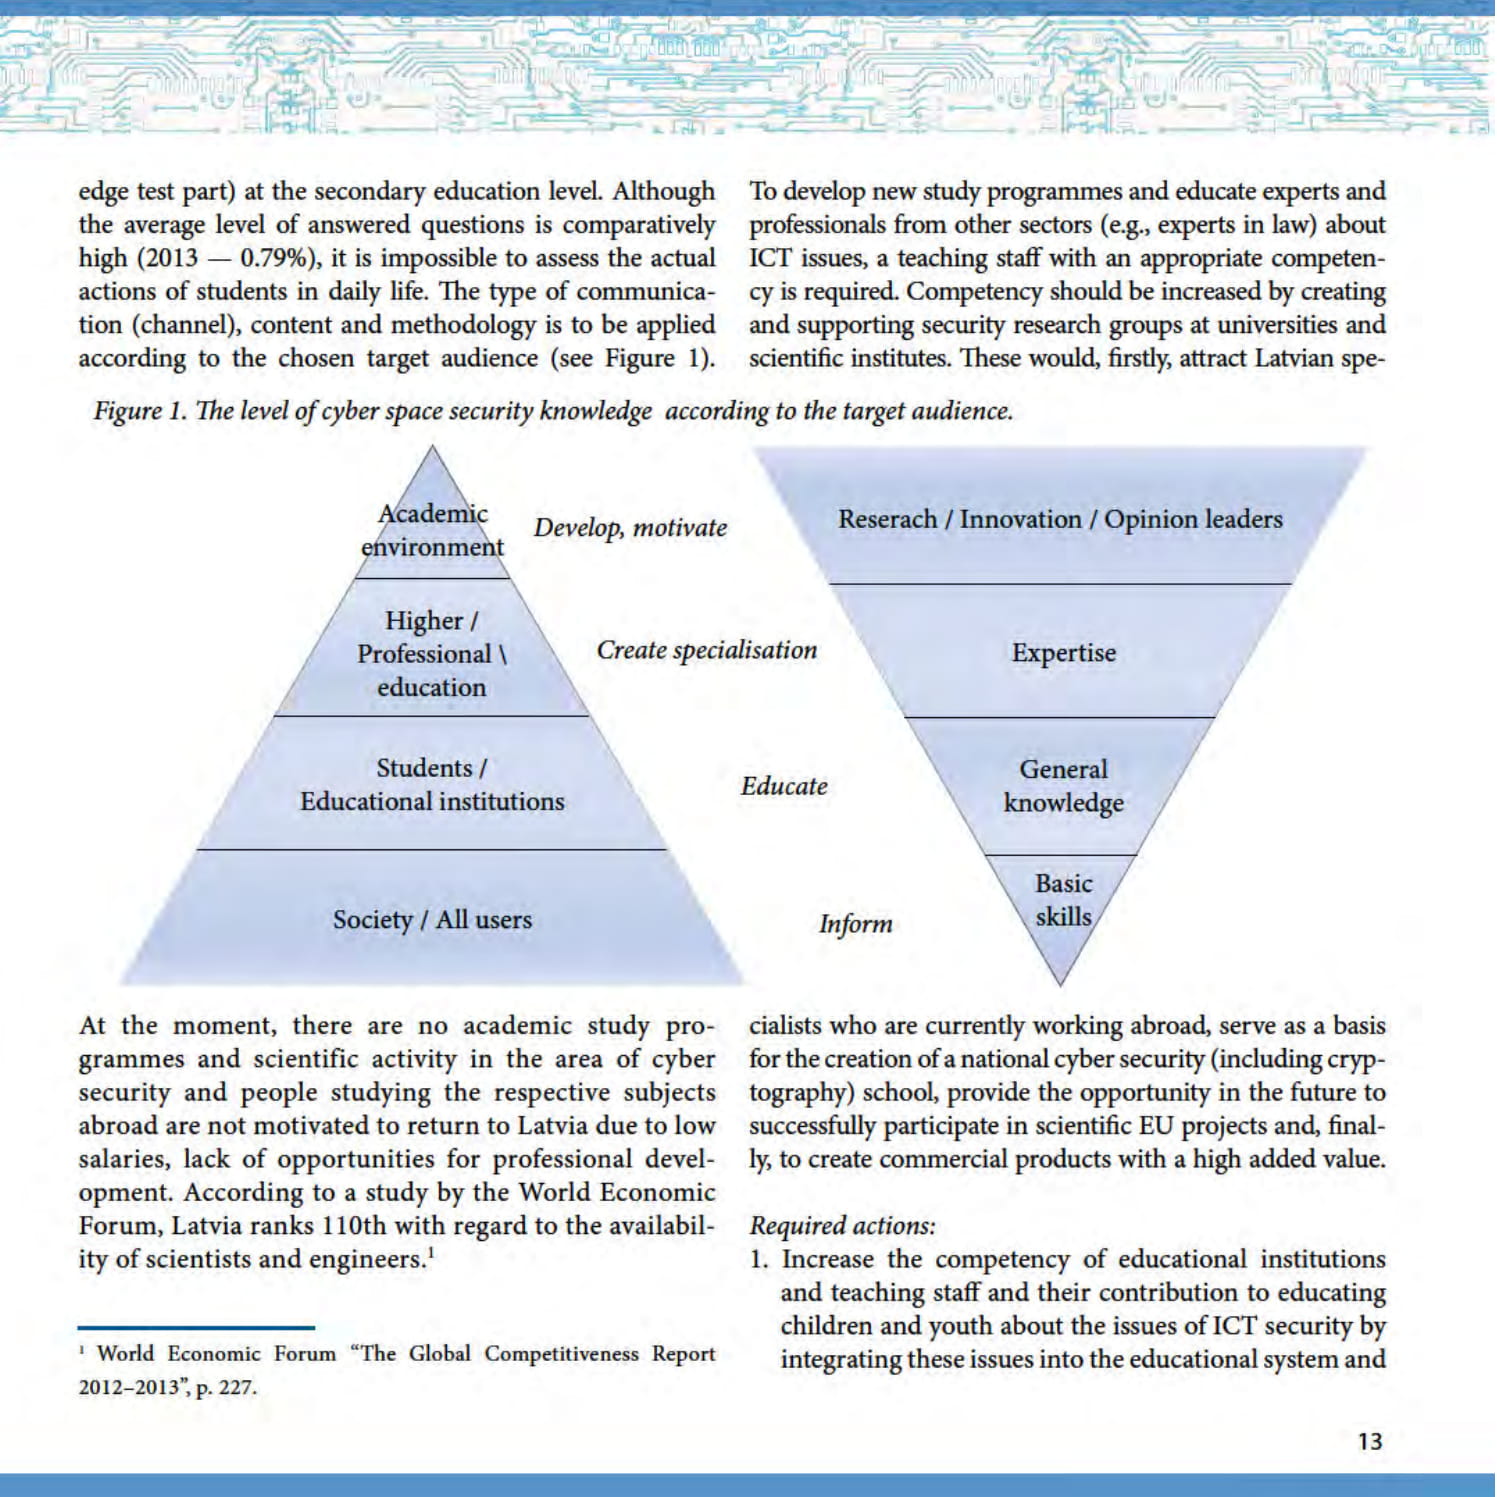 edge test part) at the secondary education level. Although
the average level of answered questions is comparatively
high (2013 — 0.79%), it is impossible to assess the actual
actions of students in daily life. The type of communica-
tion (channel), content and methodology is to be applied
according to the chosen target audience (see Figure 1).
To develop new study programmes and educate experts and
professionals from other sectors (e.g., experts in law) about
ICT issues, a teaching staff with an appropriate competen-
cy is required. Competency should be increased by creating
and supporting security research groups at universities and
scientific institutes. These would, firstly, attract Latvian spe-
Figure 1. The level of cyber space security knowledge according to the target audience.
Academic
environment
Develop, motivate
Reserach / Innovation / Opinion leaders
Higher /
Professional \
education
Create specialisation
Expertise
Students /
Educational institutions
Educate
General
knowledge
Society / All users
Inform
Basic
skills
At the moment, there are no academic study pro-
grammes and scientific activity in the area of cyber
security and people studying the respective subjects
abroad are not motivated to return to Latvia due to low
salaries, lack of opportunities for professional devel-
opment. According to a study by the World Economic
Forum, Latvia ranks 110th with regard to the availabil-
ity of scientists and engineers.¹
¹ World Economic Forum “The Global Competitiveness Report
2012–2013”, p. 227.
cialists who are currently working abroad, serve as a basis
for the creation of a national cyber security (including cryp-
tography) school, provide the opportunity in the future to
successfully participate in scientific EU projects and, final-
ly, to create commercial products with a high added value.
Required actions:
1. Increase the competency of educational institutions
and teaching staff and their contribution to educating
children and youth about the issues of ICT security by
integrating these issues into the educational system and
13